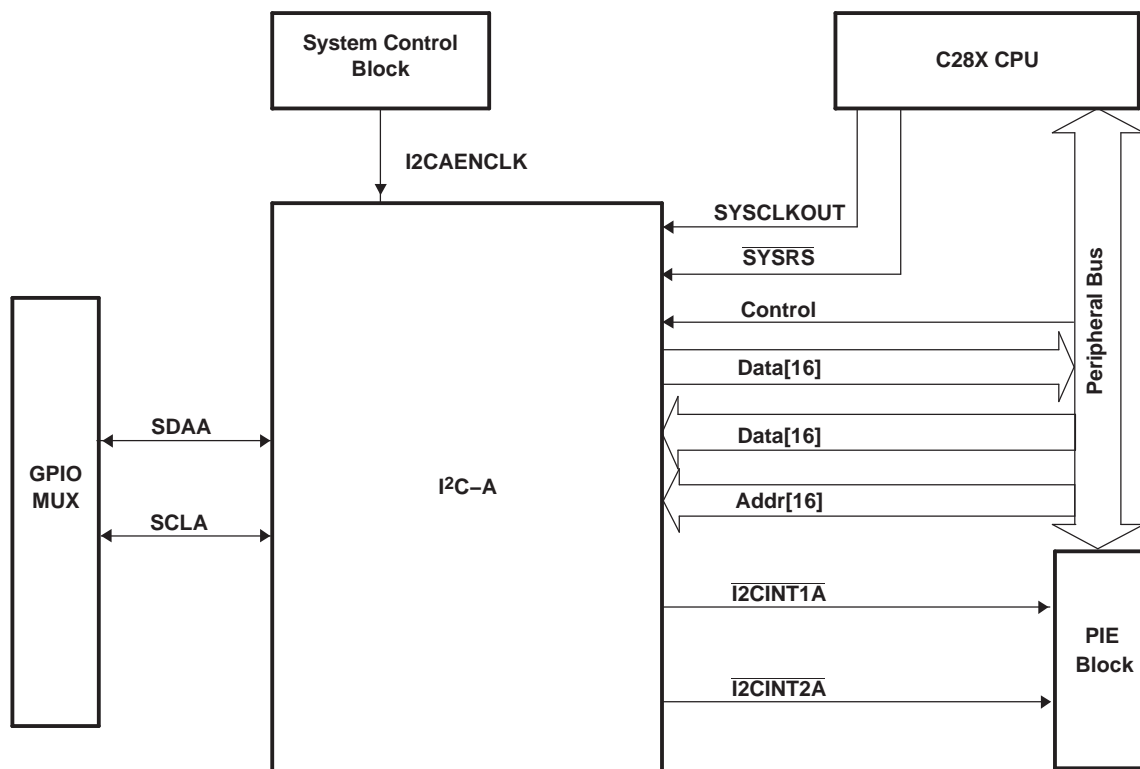 System Control
Block
C28X CPU
I2CAENCLK
SYSCLKOUT
SYSRS
Control
Data[16]
Peripheral Bus
SDAA
Data[16]
GPIO
MUX
I²C–A
Addr[16]
SCLA
I2CINT1A
PIE
Block
I2CINT2A